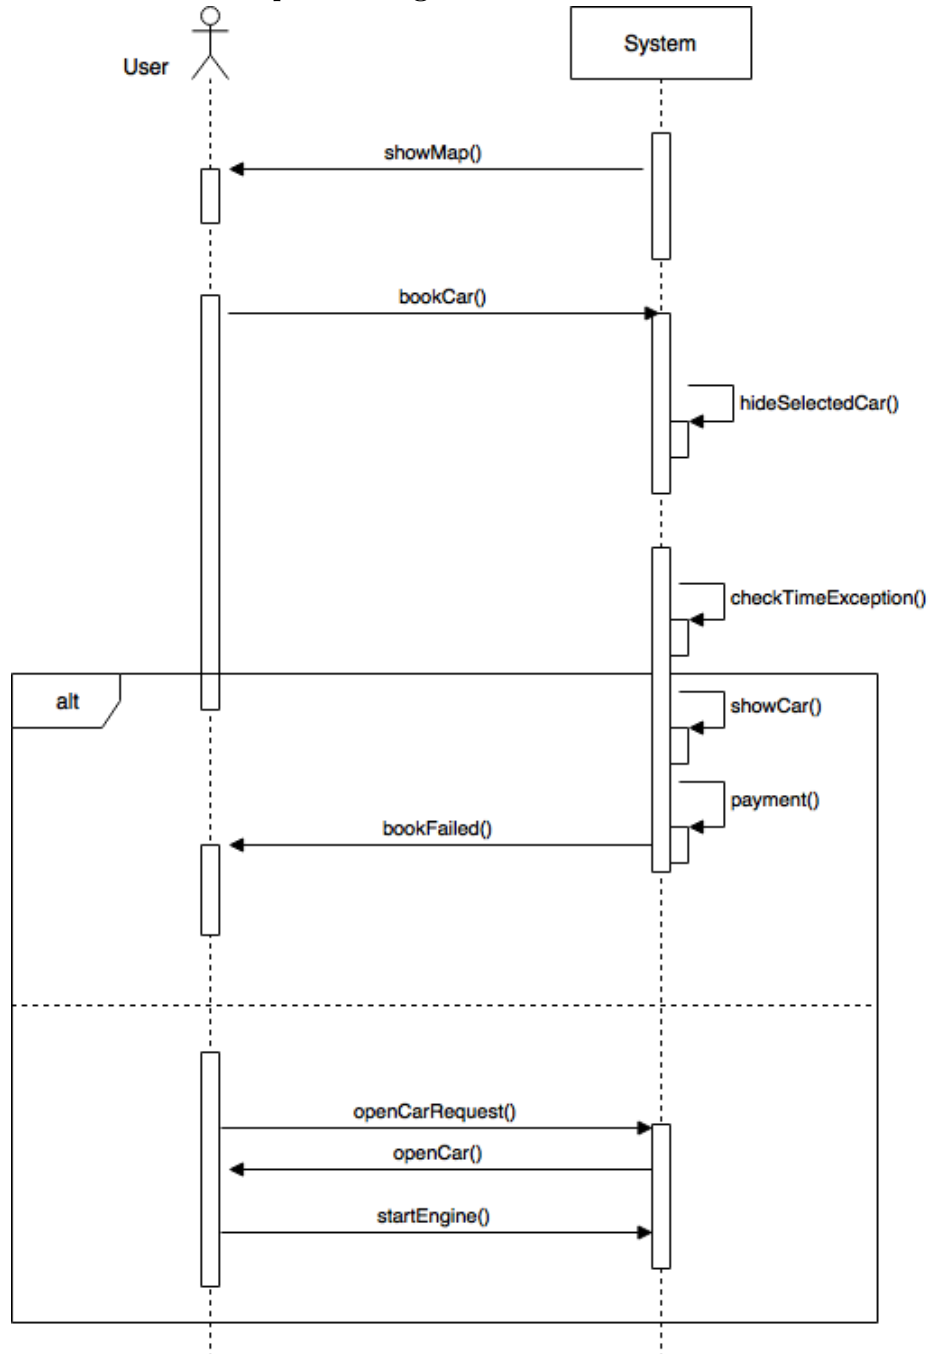 User
System
showMap()
bookCar()
hideSelectedCar()
checkTimeException()
alt
showCar()
payment()
bookFailed()
openCarRequest()
openCar()
startEngine()